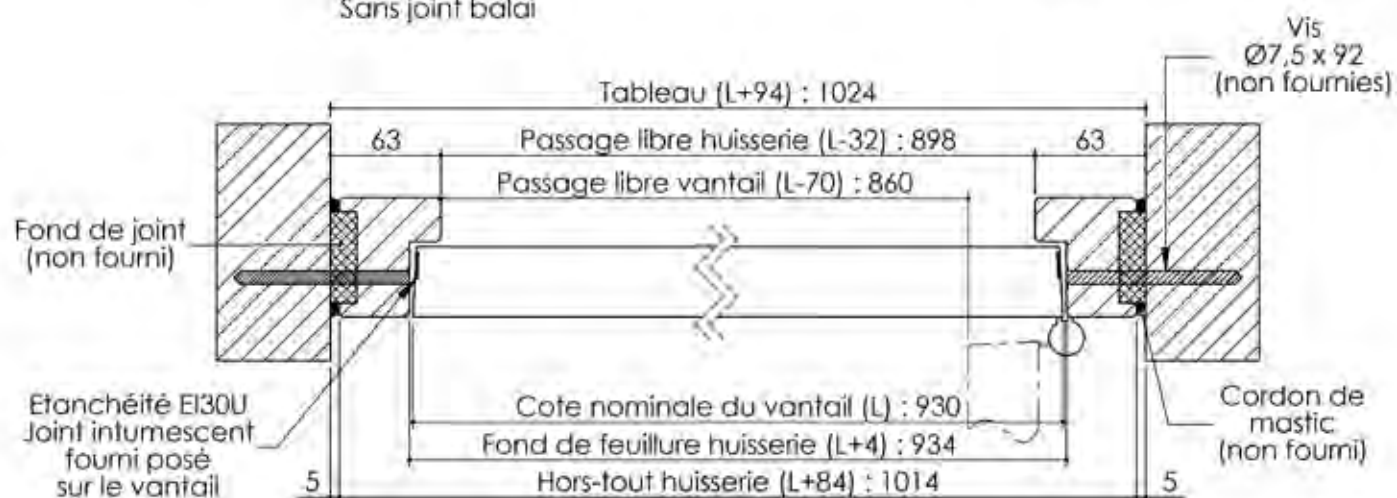 Sans joint balai
Vis
Ø7,5 x 92
(non fournies)
Tableau (L+94) : 1024
63
Passage libre huisserie (L-32) : 898
63
Passage libre vantail (L-70) : 860
Fond de joint
(non fourni)
Etanchéité EI30U
Joint intumescent
fourni posé
sur le vantail
Cote nominale du vantail (L) : 930
Cordon de
mastic
(non fourni)
Fond de feuillure huisserie (L+4) : 934
5
Hors-tout huisserie (L+84) : 1014
5